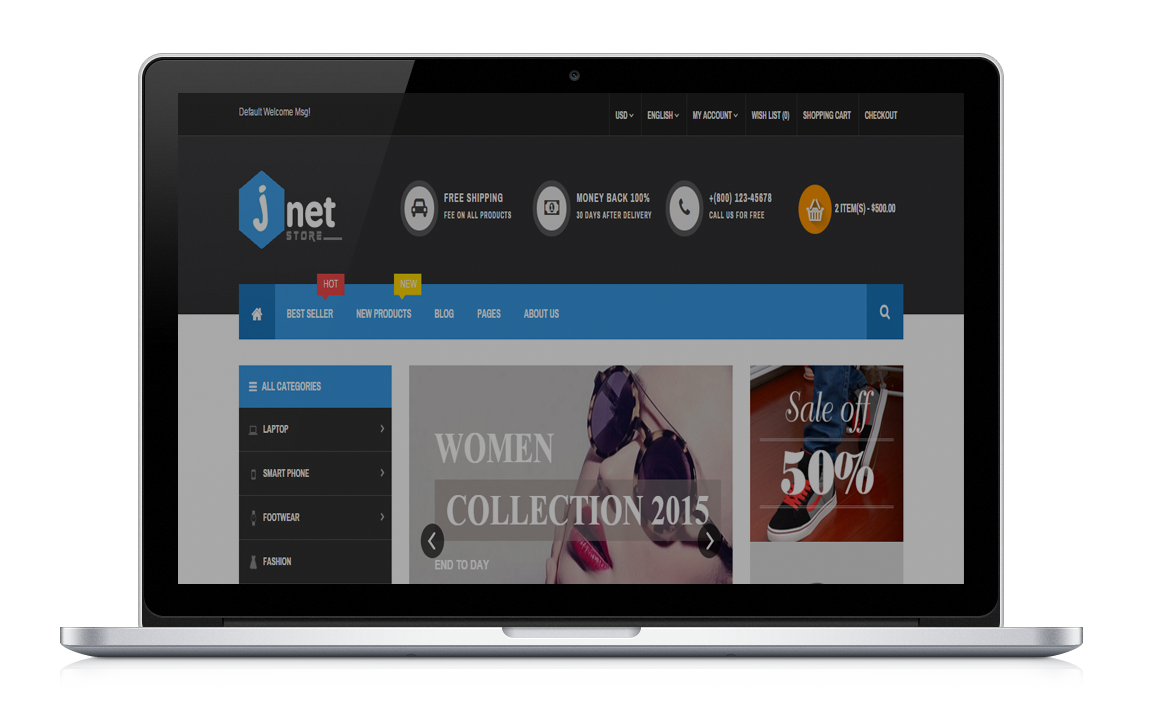 Default Welcome Msg!
USD ENGLISH MY ACCOUNT WISH LIST (0) SHOPPING CART CHECKOUT
j net
STORE
FREE SHIPPING
FEE ON ALL PRODUCTS
MONEY BACK 100%
30 DAYS AFTER DELIVERY
+(800) 123-45678
CALL US FOR FREE
2 ITEM(S) - $500.00
HOT
NEW
BEST SELLER NEW PRODUCTS BLOG PAGES ABOUT US
ALL CATEGORIES
LAPTOP
SMART PHONE
FOOTWEAR
FASHION
WOMEN
COLLECTION 2015
END TO DAY
Sale off
50%